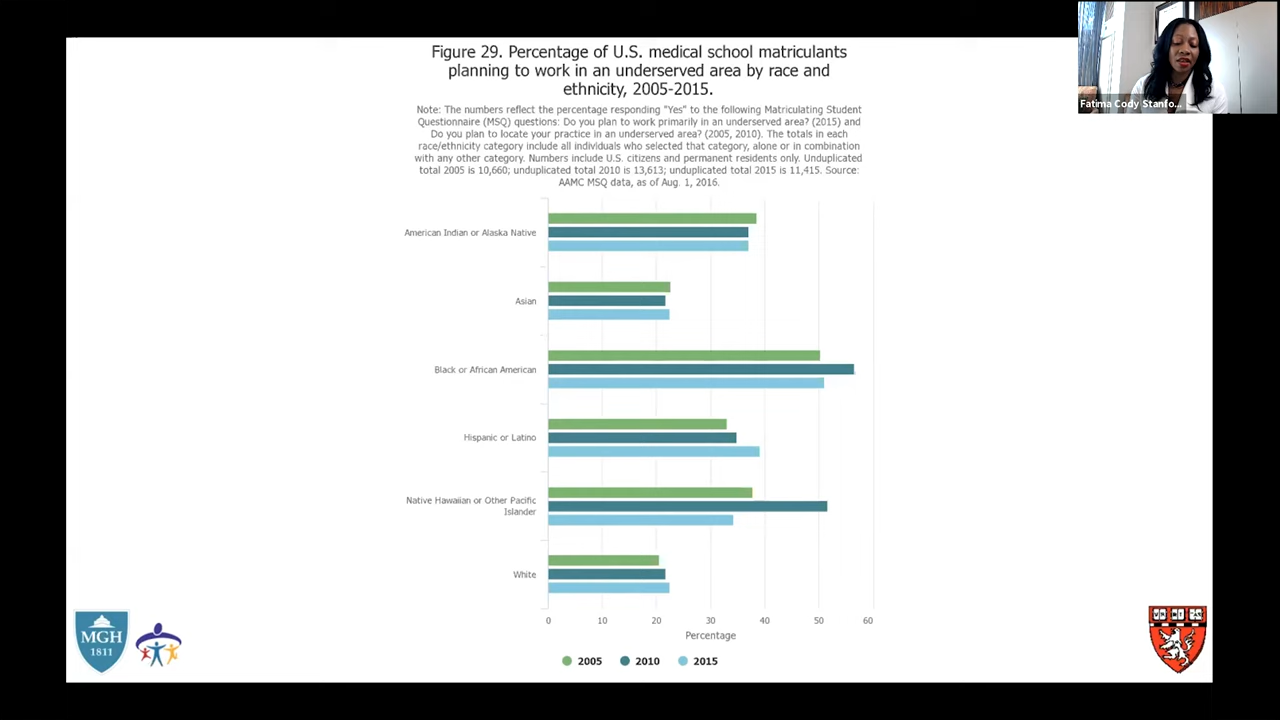 Figure 29. Percentage of U.S. medical school matriculants
planning to work in an underserved area by race and
ethnicity, 2005-2015.
Note: The numbers reflect the percentage responding "Yes" to the following Matriculating Student
Questionnaire (MSQ) questions: Do you plan to work primarily in an underserved area? (2015) and
Do you plan to locate your practice in an underserved area? (2005, 2010). The totals in each
race/ethnicity category include all individuals who selected that category, alone or in combination
with any other category. Numbers include U.S. citizens and permanent residents only. Unduplicated
total 2005 is 10,660; unduplicated total 2010 is 13,613; unduplicated total 2015 is 11,415. Source:
AAMC MSQ data, as of Aug. 1, 2016.
Fatima Cody Stanfo...
American Indian or Alaska Native
Asian
Black or African American
Hispanic or Latino
Native Hawaiian or Other Pacific
Islander
White
0 10 20 30 40 50 60
Percentage
2005 2010 2015
MGH
1811